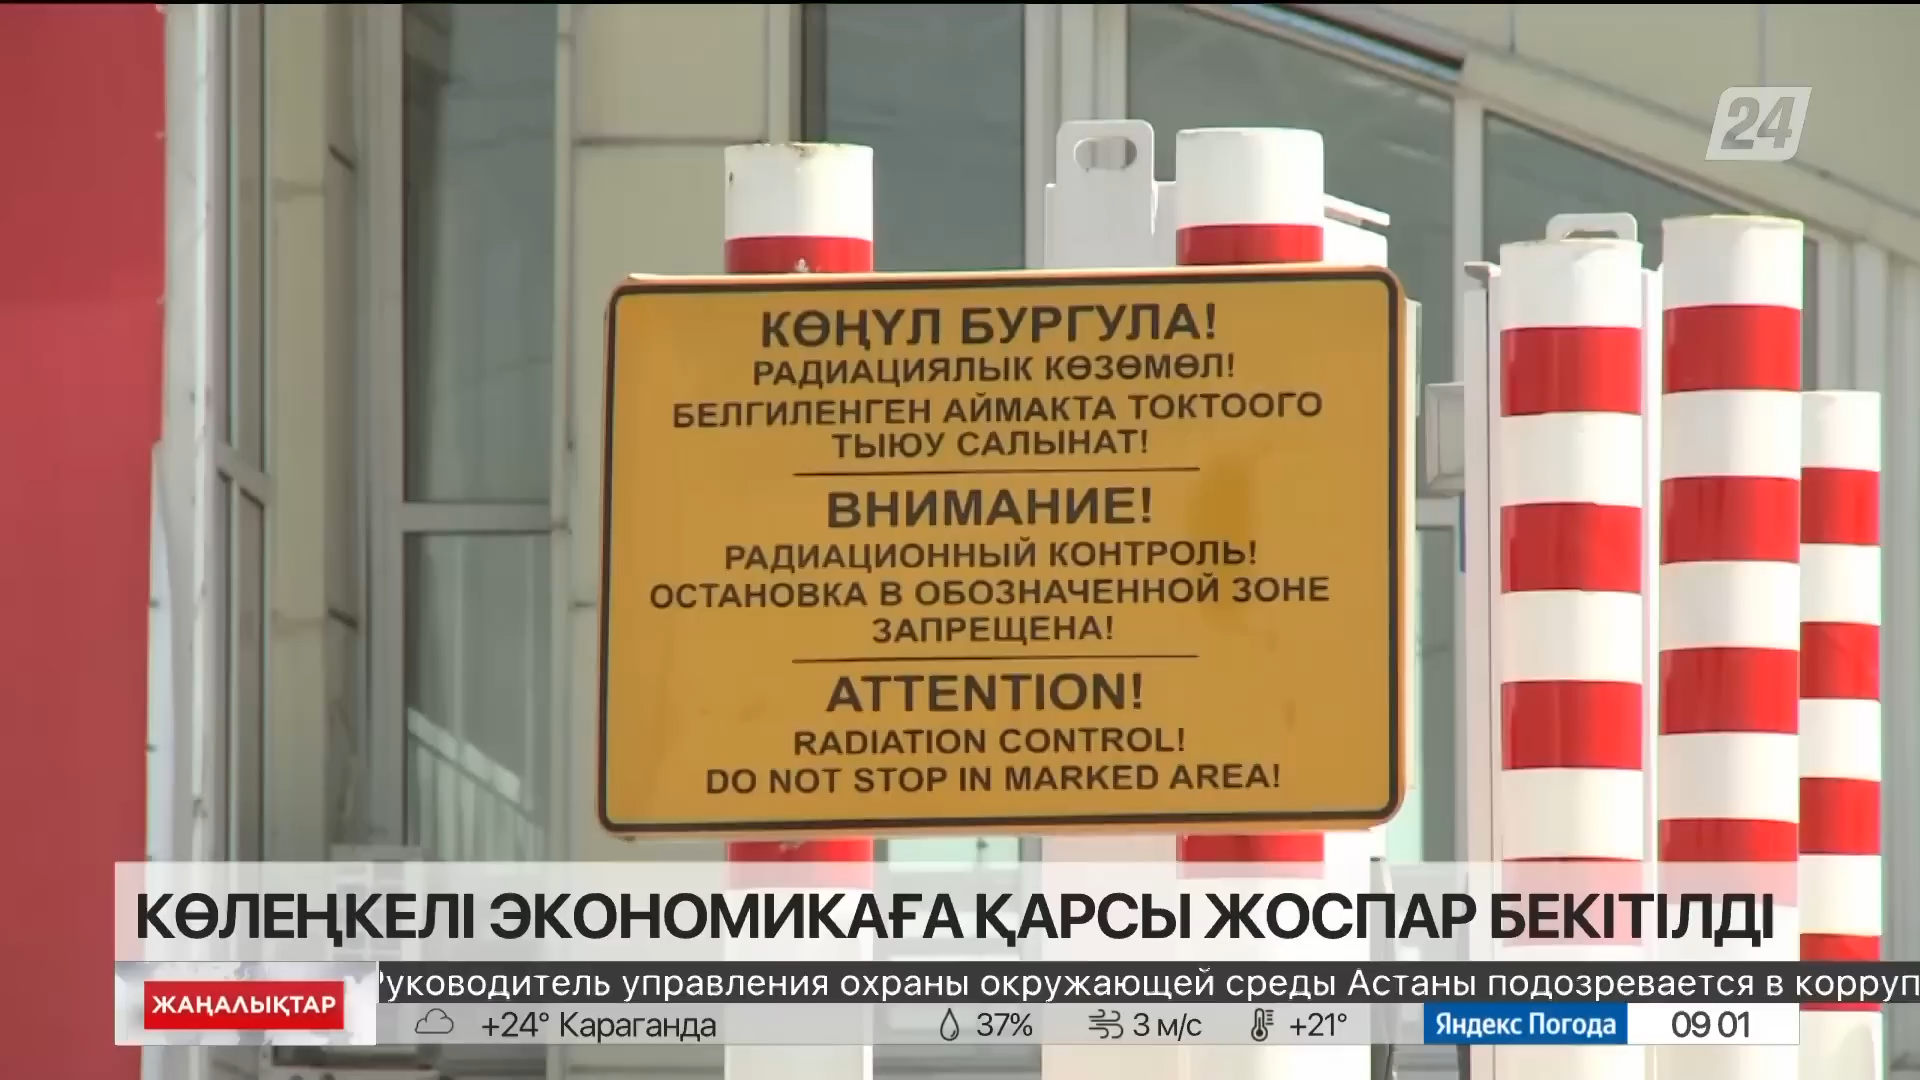 24
КӨҢҮЛ БУРГУЛА!
РАДИАЦИЯЛЫК КӨЗӨМӨЛ!
БЕЛГИЛЕНГЕН АЙМАКТА ТОКТООГО
ТЫЮУ САЛЫНАТ!
ВНИМАНИЕ!
РАДИАЦИОННЫЙ КОНТРОЛЬ!
ОСТАНОВКА В ОБОЗНАЧЕННОЙ ЗОНЕ
ЗАПРЕЩЕНА!
ATTENTION!
RADIATION CONTROL!
DO NOT STOP IN MARKED AREA!
КӨЛЕҢКЕЛІ ЭКОНОМИКАҒА ҚАРСЫ ЖОСПАР БЕКІТІЛДІ
ЖАҢАЛЫҚТАР
Руководитель управления охраны окружающей среды Астаны подозревается в корруп
+24° Караганда 37% 3 м/с +21° Яндекс Погода 09 01